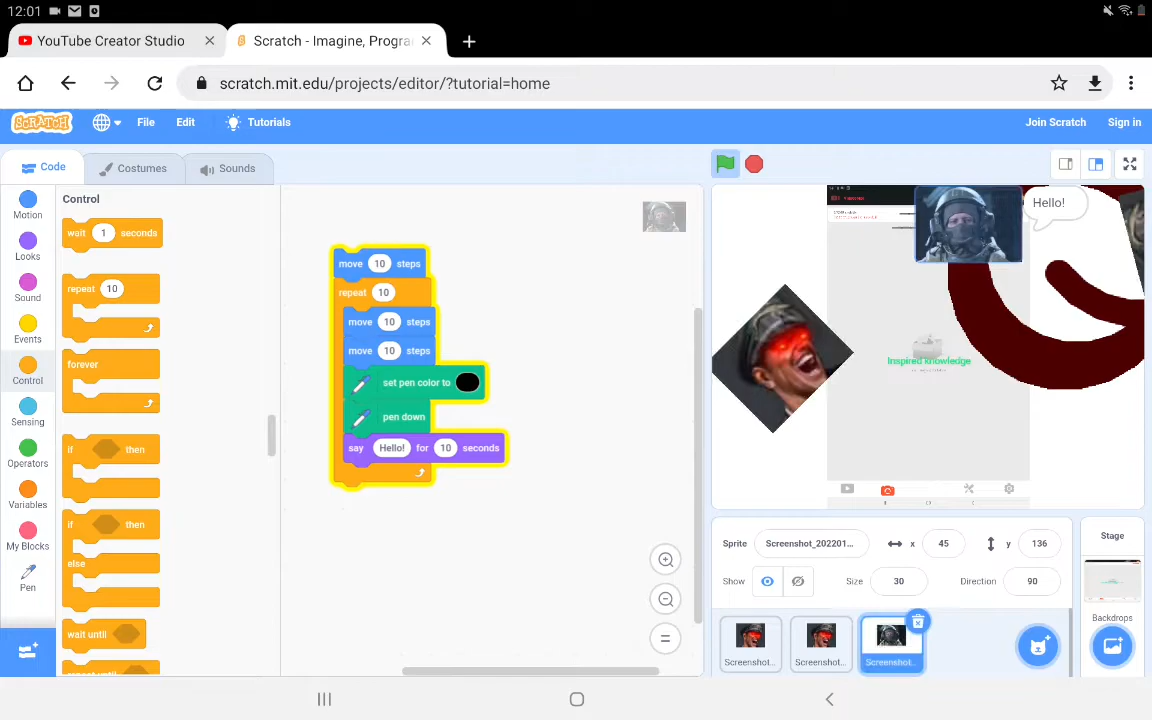 12:01
YouTube Creator Studio
Scratch - Imagine, Progra
scratch.mit.edu/projects/editor/?tutorial=home
SCRATCH
File
Edit
Tutorials
Join Scratch
Sign in
Code
Costumes
Sounds
Motion
Looks
Sound
Events
Control
Sensing
Operators
Variables
My Blocks
Pen
Control
wait 1 seconds
repeat 10
forever
if then
if then
else
wait until
move 10 steps
repeat 10
move 10 steps
move 10 steps
set pen color to
pen down
say Hello! for 10 seconds
Hello!
Inspired knowledge
Sprite
Screenshot_202201...
x 45
y 136
Show
Size 30
Direction 90
Screenshot...
Screenshot...
Screenshot...
Stage
Backdrops